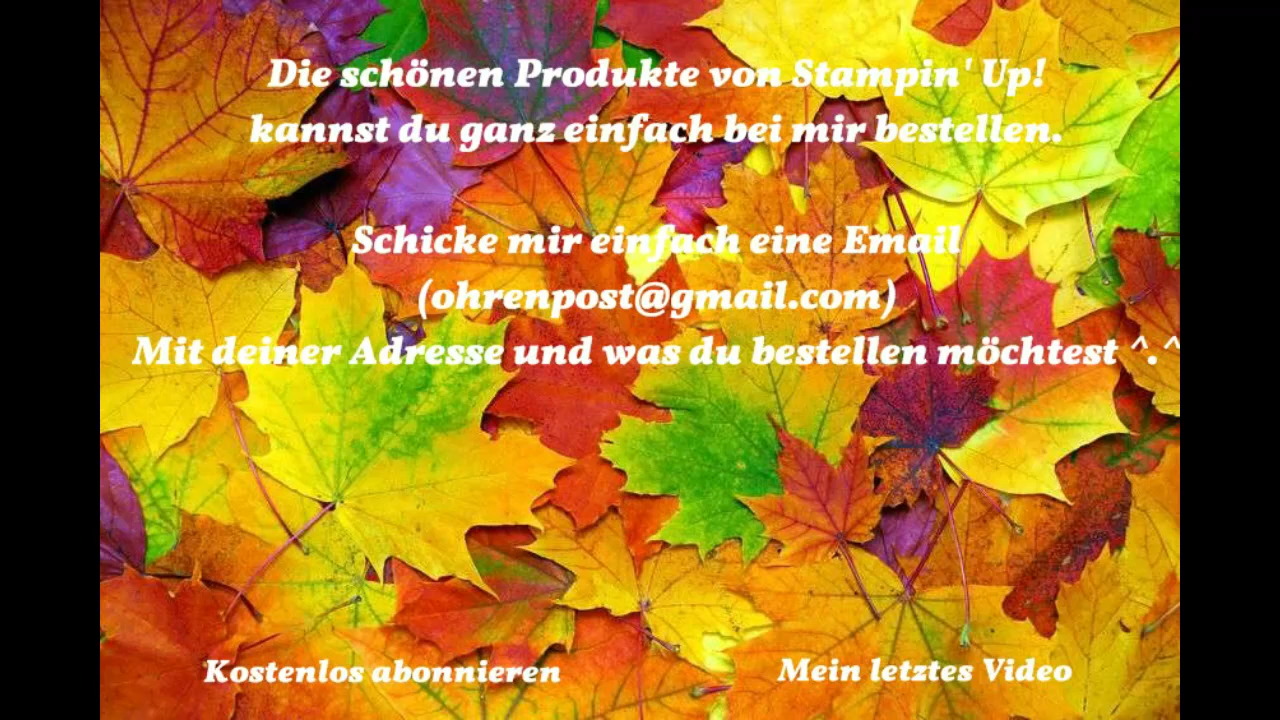 Die schönen Produkte von Stampin' Up!
kannst du ganz einfach bei mir bestellen.
Schicke mir einfach eine Email
(ohrenpost@gmail.com)
Mit deiner Adresse und was du bestellen möchtest ^.^
Kostenlos abonnieren
Mein letztes Video